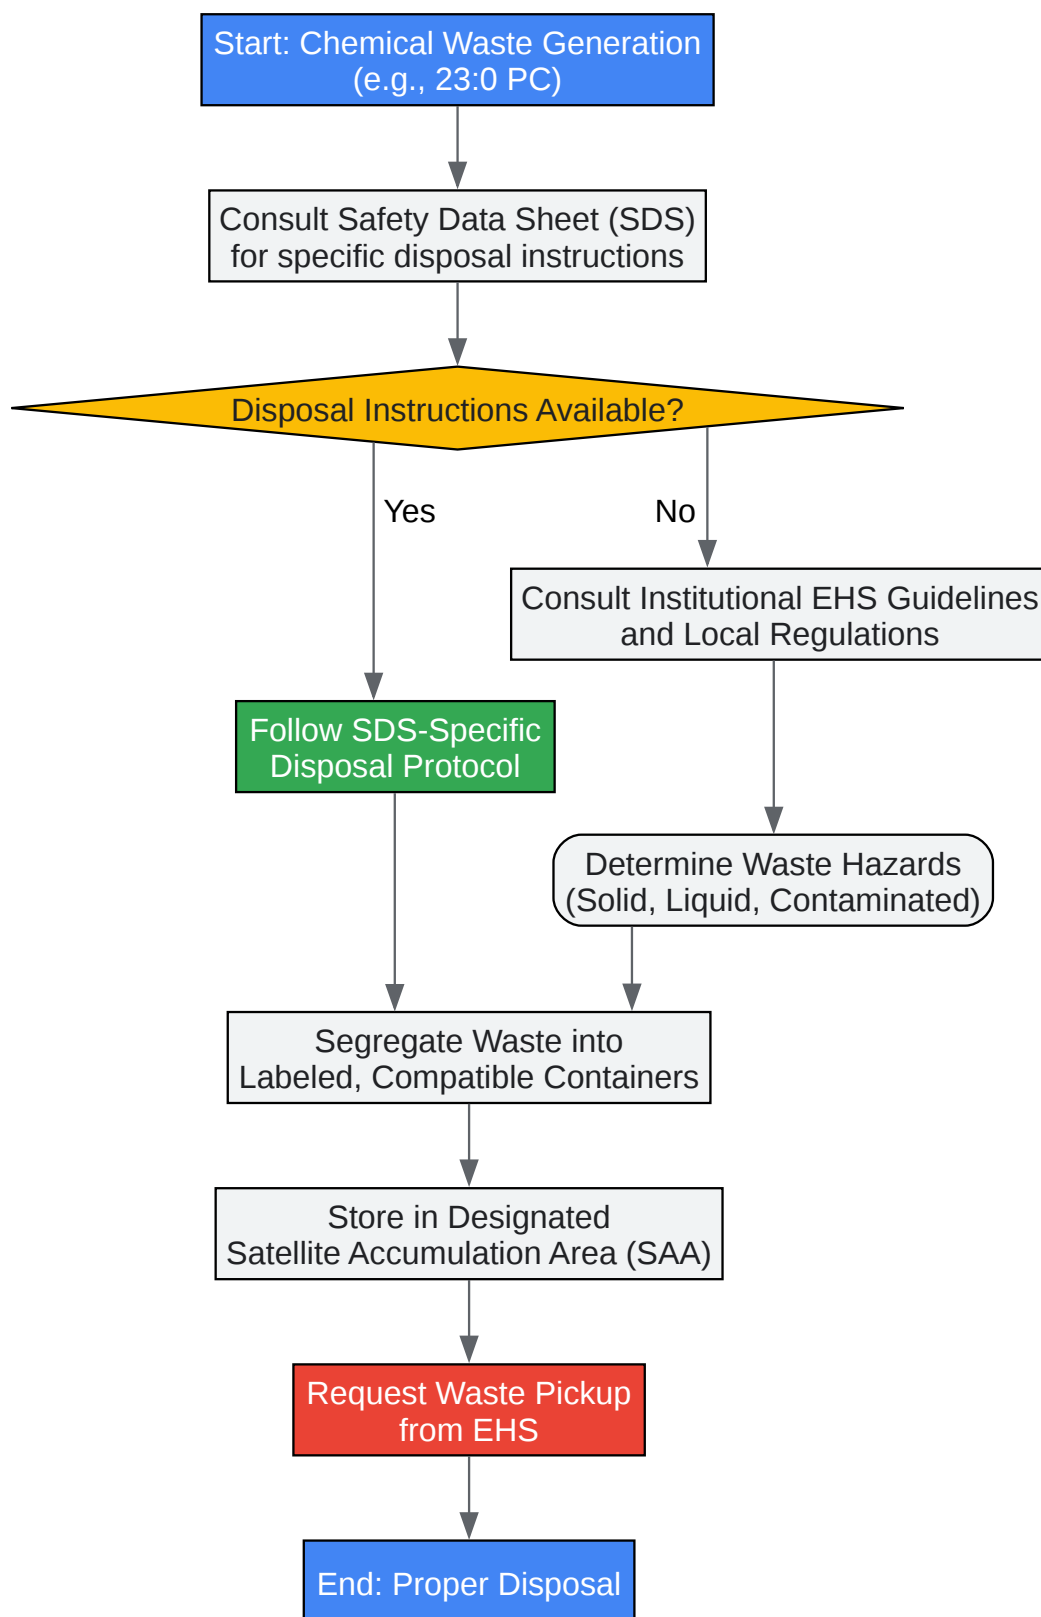 Start: Chemical Waste Generation
(e.g., 23:0 PC)
Consult Safety Data Sheet (SDS)
for specific disposal instructions
Disposal Instructions Available?
Yes
No
Consult Institutional EHS Guidelines
and Local Regulations
Follow SDS-Specific
Disposal Protocol
Determine Waste Hazards
(Solid, Liquid, Contaminated)
Segregate Waste into
Labeled, Compatible Containers
Store in Designated
Satellite Accumulation Area (SAA)
Request Waste Pickup
from EHS
End: Proper Disposal